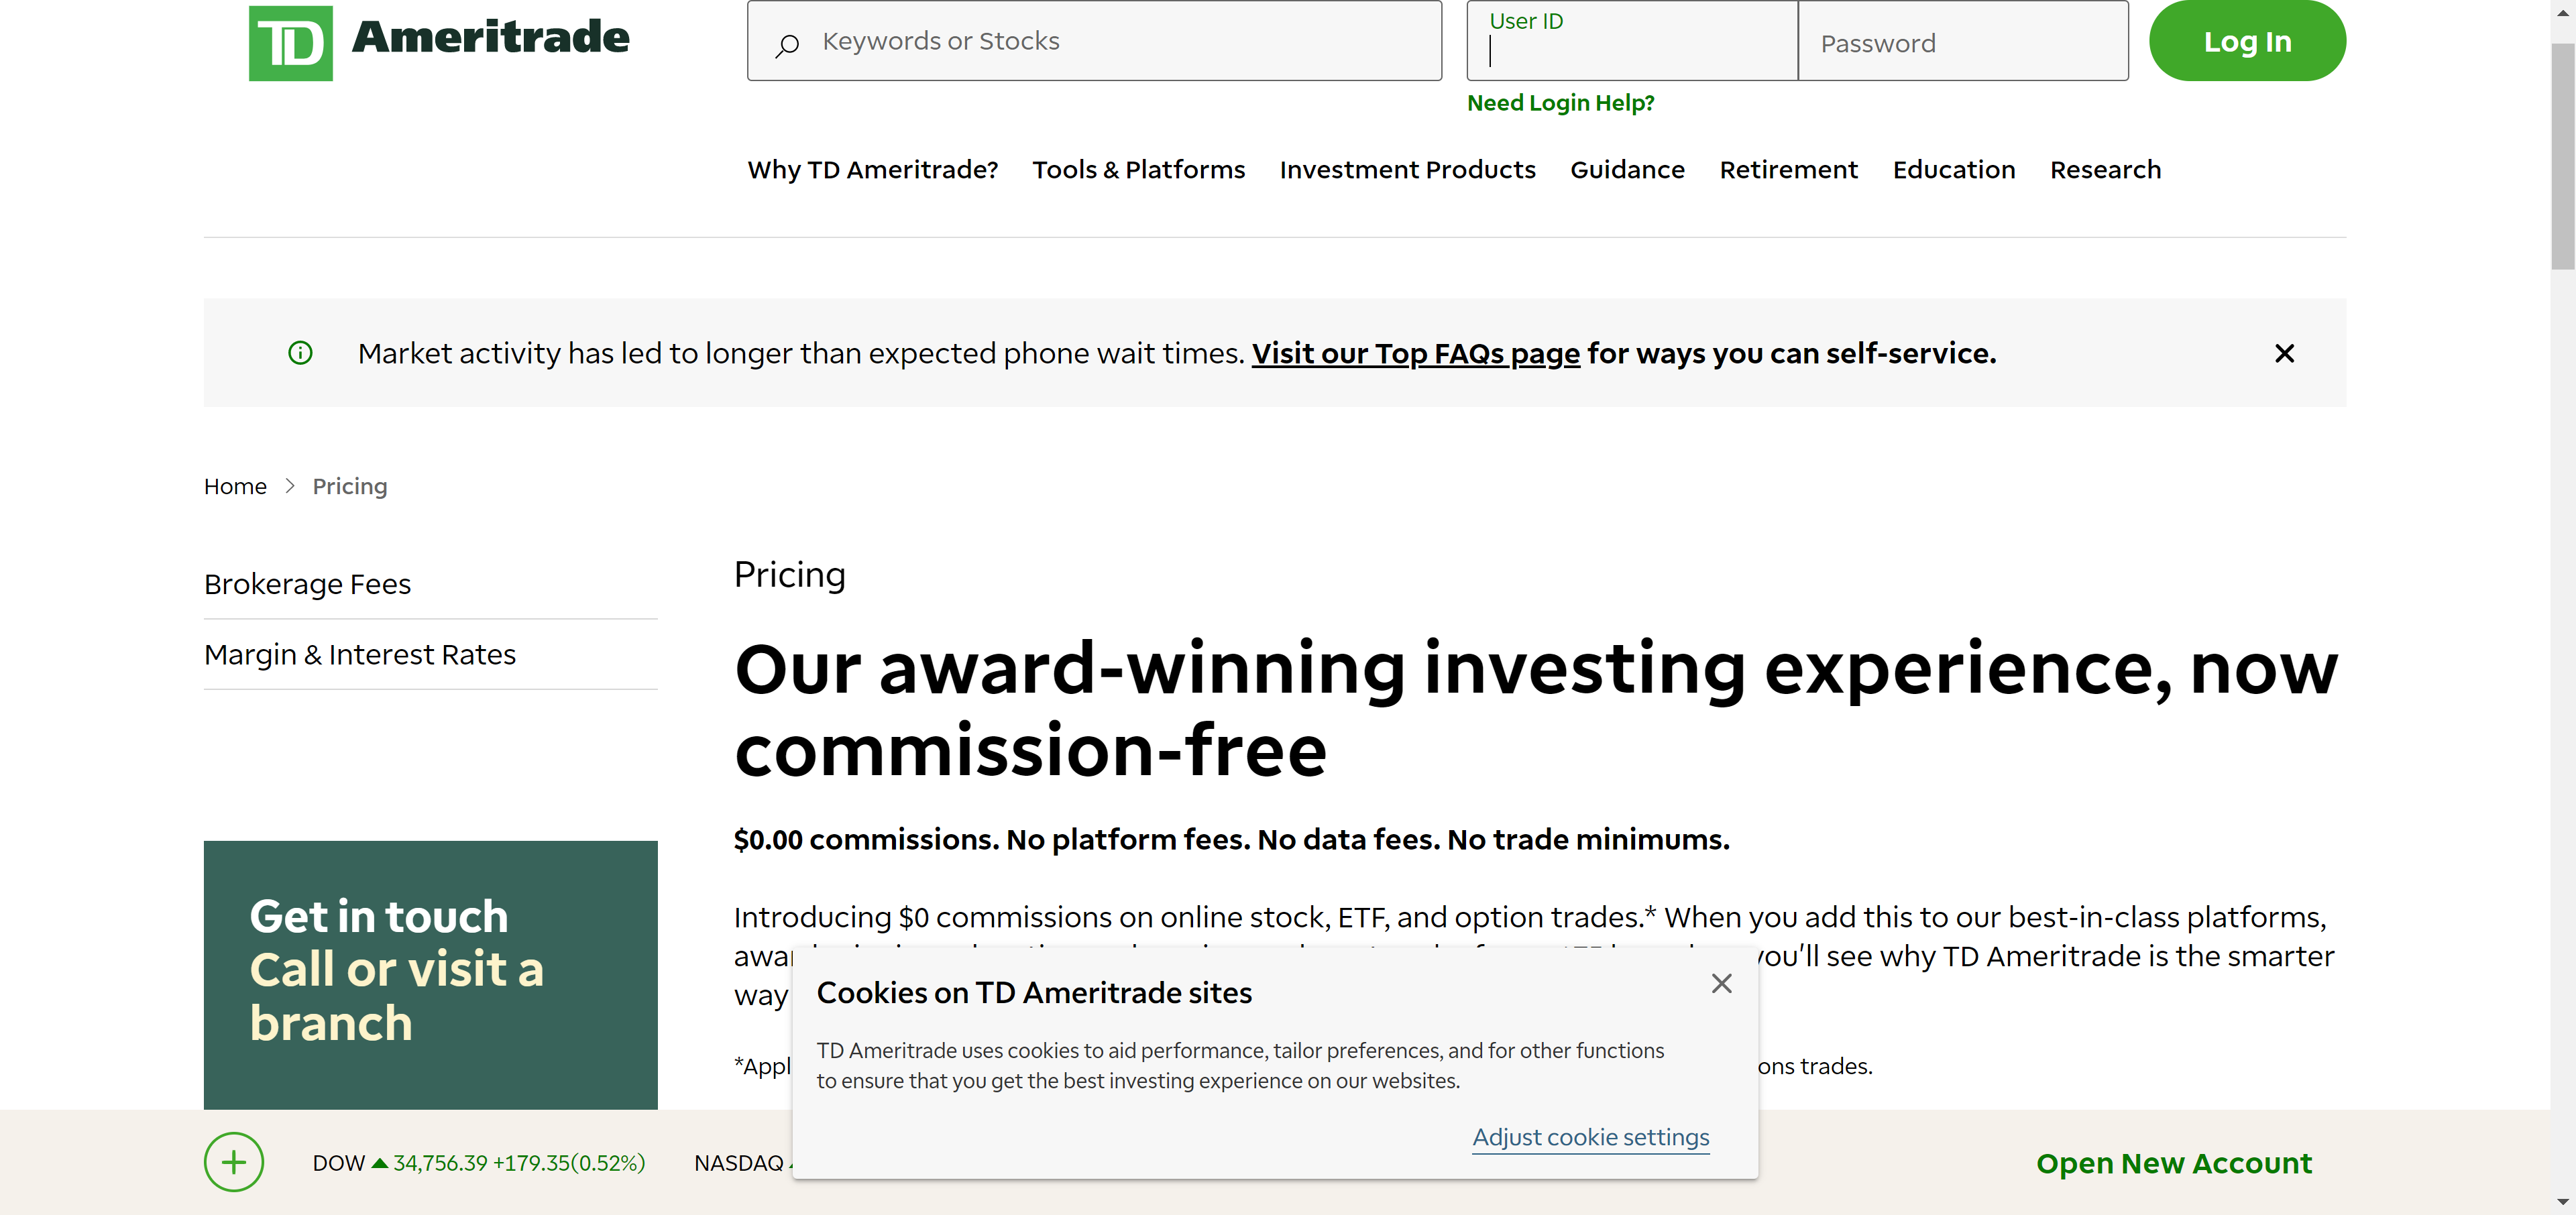 TD Ameritrade
Keywords or Stocks
User ID
Password
Log In
Need Login Help?
Why TD Ameritrade? Tools & Platforms Investment Products Guidance Retirement Education Research
Market activity has led to longer than expected phone wait times. Visit our Top FAQs page for ways you can self-service.
Home > Pricing
Brokerage Fees
Margin & Interest Rates
Get in touch
Call or visit a
branch
Pricing
Our award-winning investing experience, now
commission-free
$0.00 commissions. No platform fees. No data fees. No trade minimums.
Introducing $0 commissions on online stock, ETF, and option trades.* When you add this to our best-in-class platforms,
you'll see why TD Ameritrade is the smarter
way
*Appl
ons trades.
Cookies on TD Ameritrade sites
TD Ameritrade uses cookies to aid performance, tailor preferences, and for other functions
to ensure that you get the best investing experience on our websites.
Adjust cookie settings
DOW 34,756.39 +179.35(0.52%) NASDAQ
Open New Account